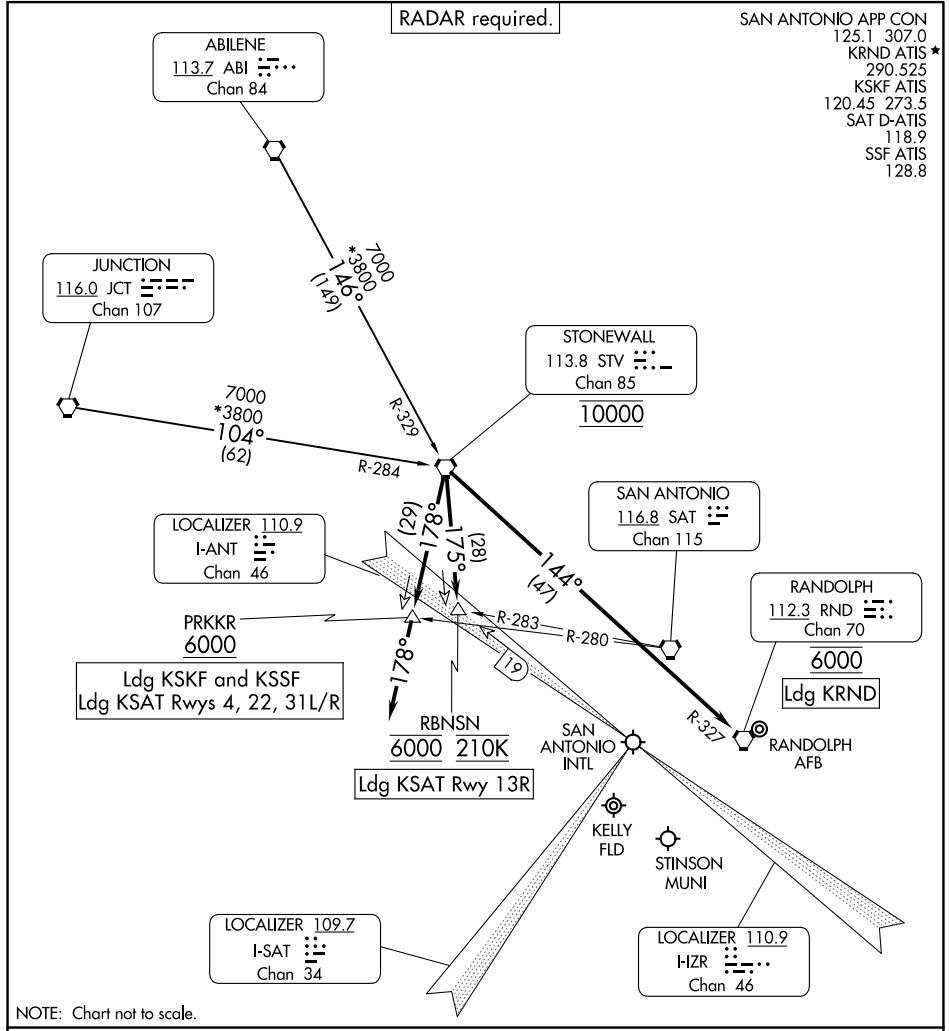 RADAR required.
SAN ANTONIO APP CON
125.1 307.0
KRND ATIS ★
290.525
KSKF ATIS
120.45 273.5
SAT D-ATIS
118.9
SSF ATIS
128.8
ABILENE
113.7 ABI
Chan 84
7000
*3800
146°
(149)
R-329
JUNCTION
116.0 JCT
Chan 107
7000
*3800
104°
(62)
R-284
STONEWALL
113.8 STV
Chan 85
10000
SAN ANTONIO
116.8 SAT
Chan 115
LOCALIZER 110.9
I-ANT
Chan 46
(29)
178°
(28)
175°
144°
(47)
RANDOLPH
112.3 RND
Chan 70
6000
Ldg KRND
R-283
R-280
19
PRKKR
6000
Ldg KSKF and KSSF
Ldg KSAT Rwys 4, 22, 31L/R
178°
RBNSN
6000 210K
Ldg KSAT Rwy 13R
R-327
SAN
ANTONIO
INTL
RANDOLPH
AFB
KELLY
FLD
STINSON
MUNI
LOCALIZER 109.7
I-SAT
Chan 34
LOCALIZER 110.9
I-IZR
Chan 46
NOTE: Chart not to scale.